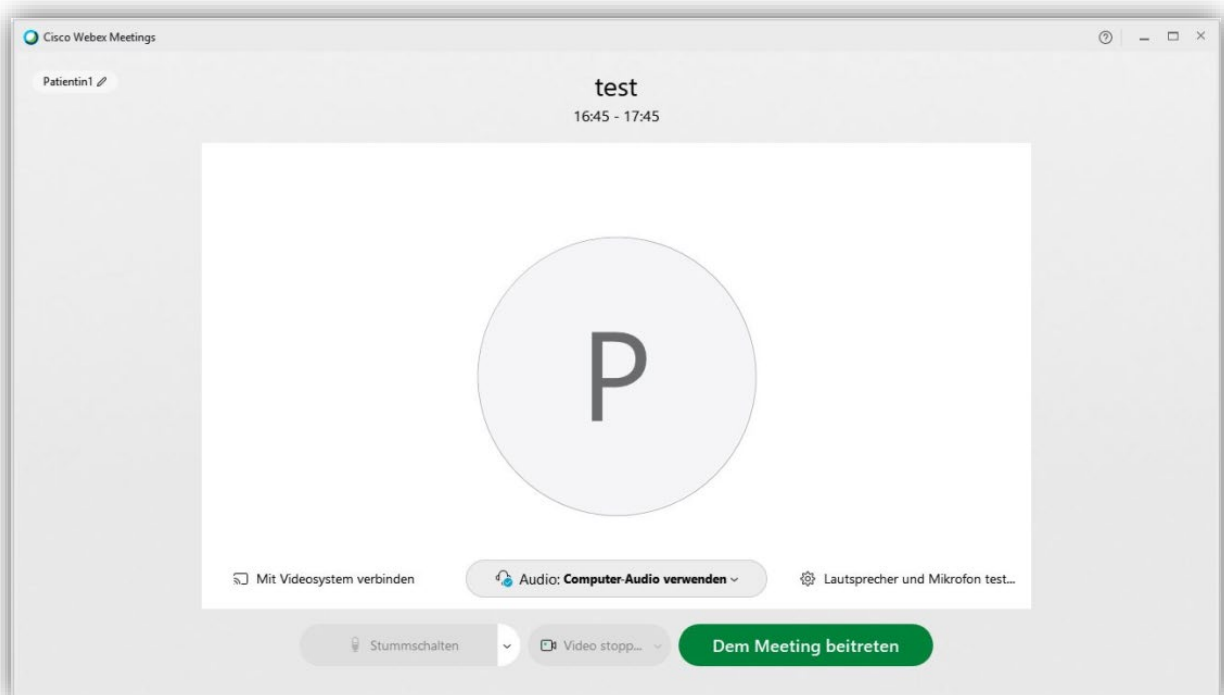 Cisco Webex Meetings
Patientin1
test
16:45 - 17:45
P
Mit Videosystem verbinden
Audio: Computer-Audio verwenden
Lautsprecher und Mikrofon test...
Stummschalten
Video stopp...
Dem Meeting beitreten